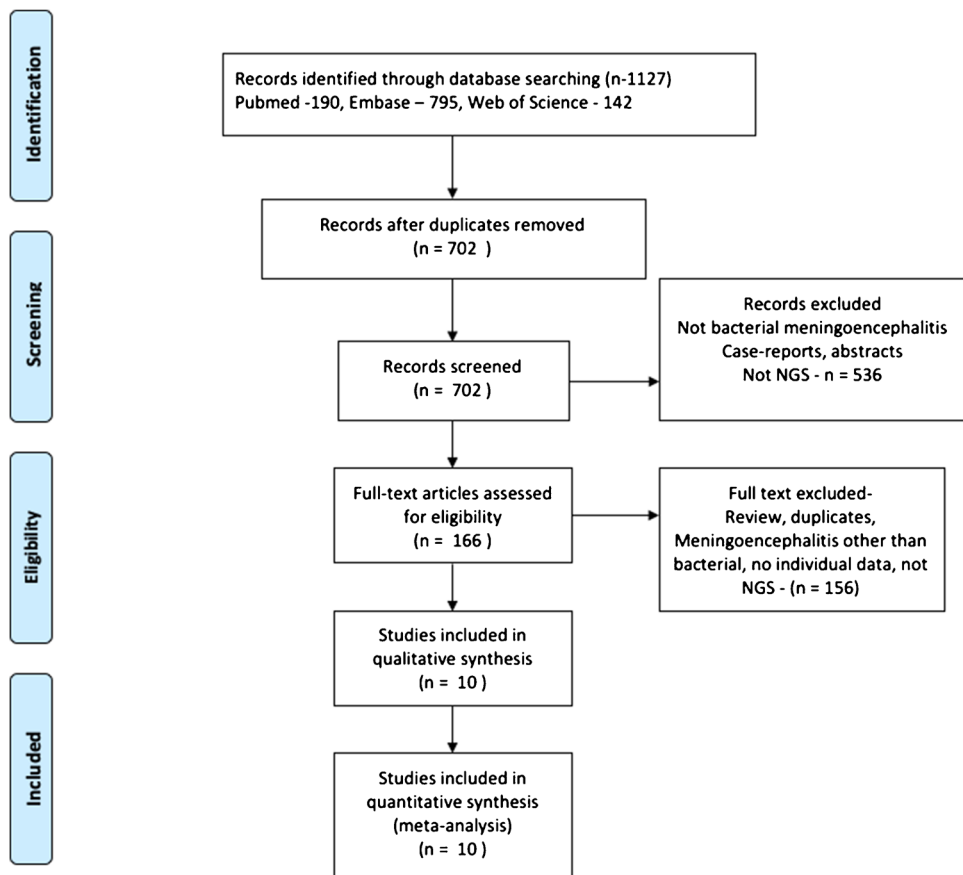 Identification
Records identified through database searching (n-1127)
Pubmed -190, Embase – 795, Web of Science - 142
Records after duplicates removed
(n = 702 )
Screening
Records screened
(n = 702 )
Records excluded
Not bacterial meningoencephalitis
Case-reports, abstracts
Not NGS - n = 536
Eligibility
Full-text articles assessed
for eligibility
(n = 166 )
Full text excluded-
Review, duplicates,
Meningoencephalitis other than
bacterial, no individual data, not
NGS - (n = 156)
Studies included in
qualitative synthesis
(n = 10 )
Included
Studies included in
quantitative synthesis
(meta-analysis)
(n = 10 )